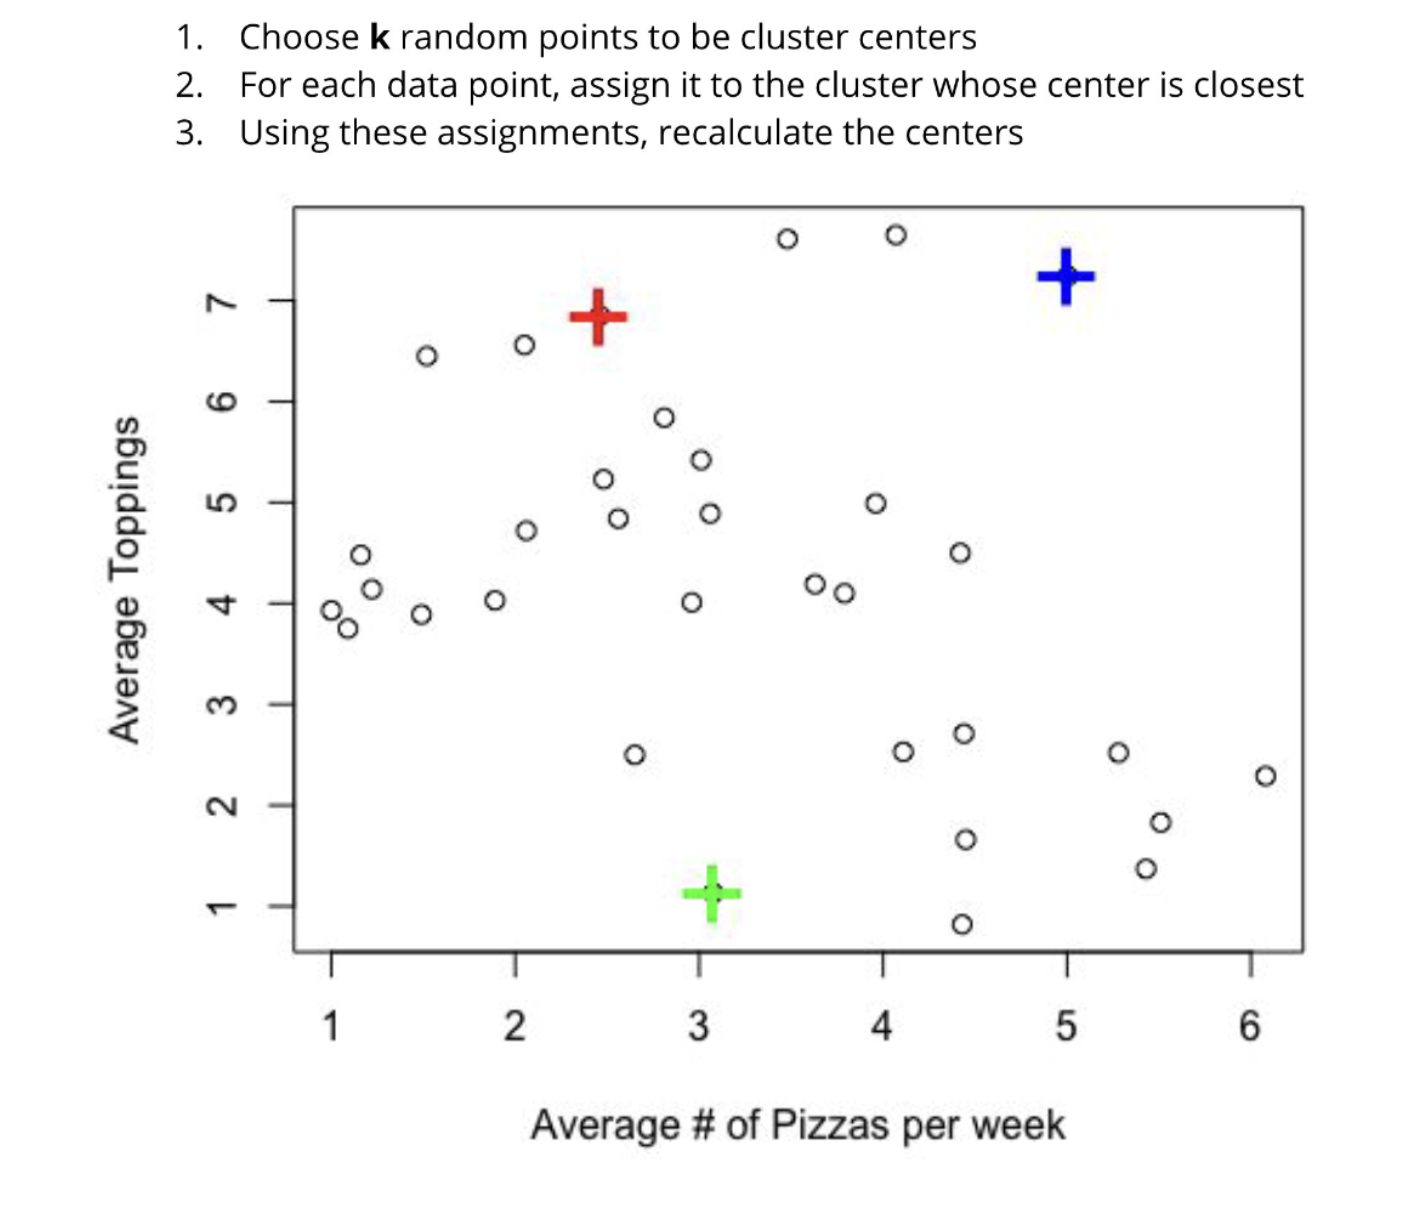 1. Choose k random points to be cluster centers
2. For each data point, assign it to the cluster whose center is closest
3. Using these assignments, recalculate the centers
Average Toppings
7
6
5
4
3
2
1
1 2 3 4 5 6
Average # of Pizzas per week